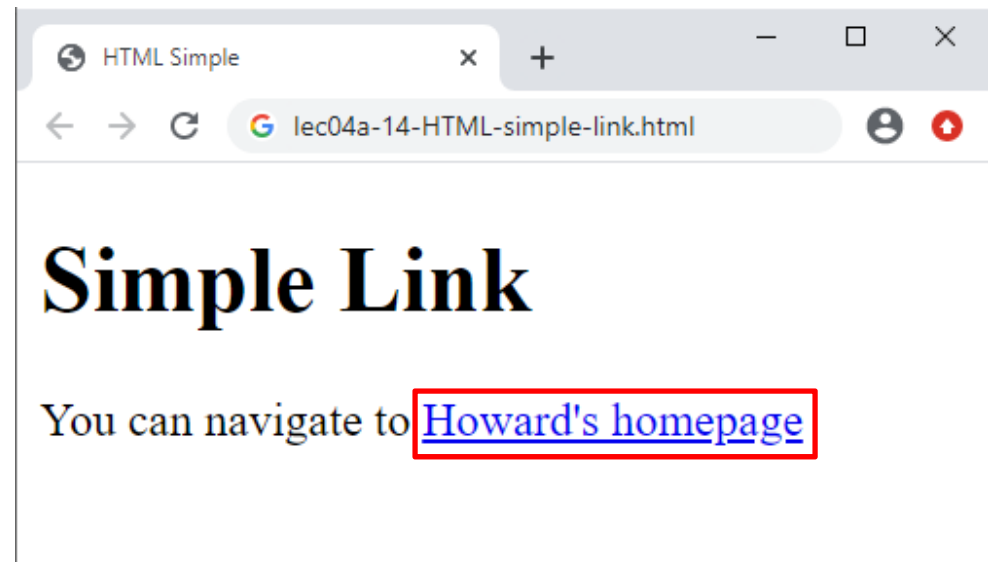 HTML Simple
lec04a-14-HTML-simple-link.html
Simple Link
You can navigate to Howard's homepage